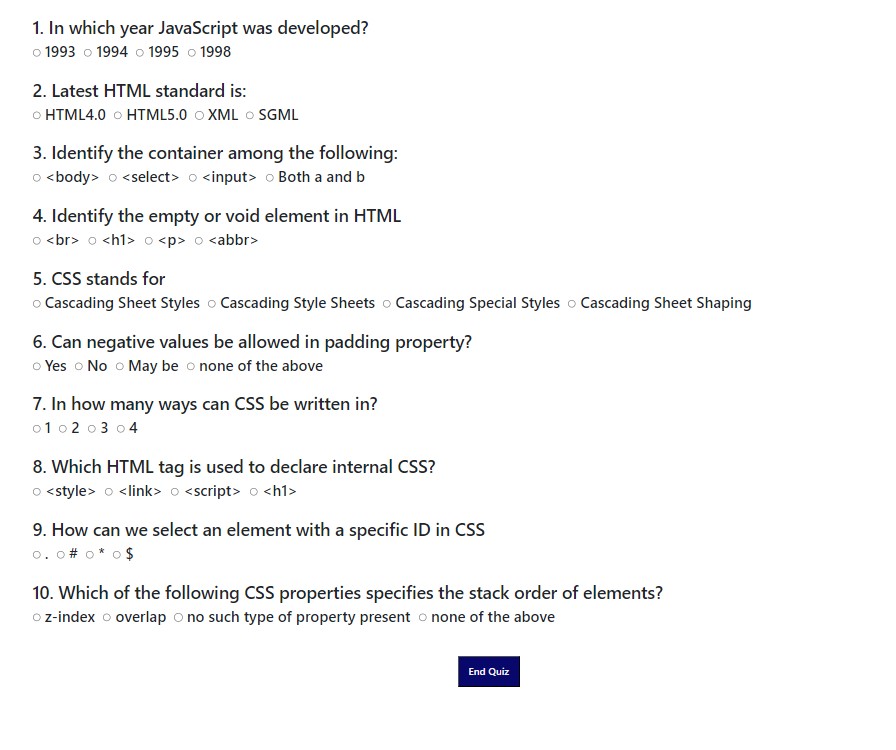 1. In which year JavaScript was developed?
1993 1994 1995 1998
2. Latest HTML standard is:
HTML4.0 HTML5.0 XML SGML
3. Identify the container among the following:
<body> <select> <input> Both a and b
4. Identify the empty or void element in HTML
<br> <h1> <p> <abbr>
5. CSS stands for
Cascading Sheet Styles Cascading Style Sheets Cascading Special Styles Cascading Sheet Shaping
6. Can negative values be allowed in padding property?
Yes No May be none of the above
7. In how many ways can CSS be written in?
1 2 3 4
8. Which HTML tag is used to declare internal CSS?
<style> <link> <script> <h1>
9. How can we select an element with a specific ID in CSS
. # * $
10. Which of the following CSS properties specifies the stack order of elements?
z-index overlap no such type of property present none of the above
End Quiz